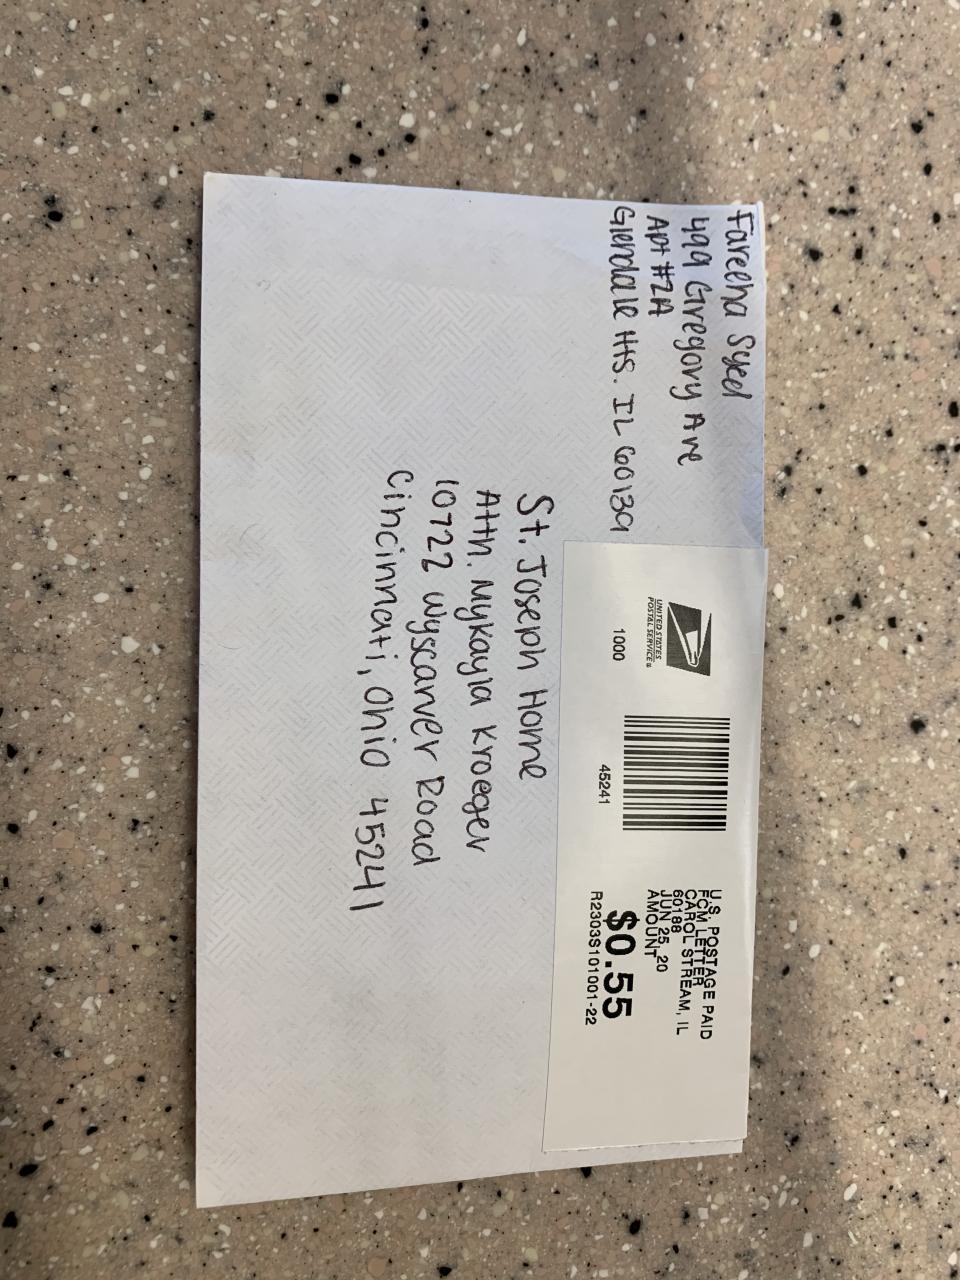 Fareeha Syed
499 Gregory Ave
Apt #2A
Glendale Hts. IL 60139
UNITED STATES
POSTAL SERVICE®
1000
45241
U.S. POSTAGE PAID
FCM LETTER
CAROL STREAM, IL
60188
JUN 25, 20
AMOUNT
$0.55
R2303S101001-22
St. Joseph Home
Attn. Mykayla Kroeger
10722 Wyscarver Road
Cincinnati, Ohio 45241